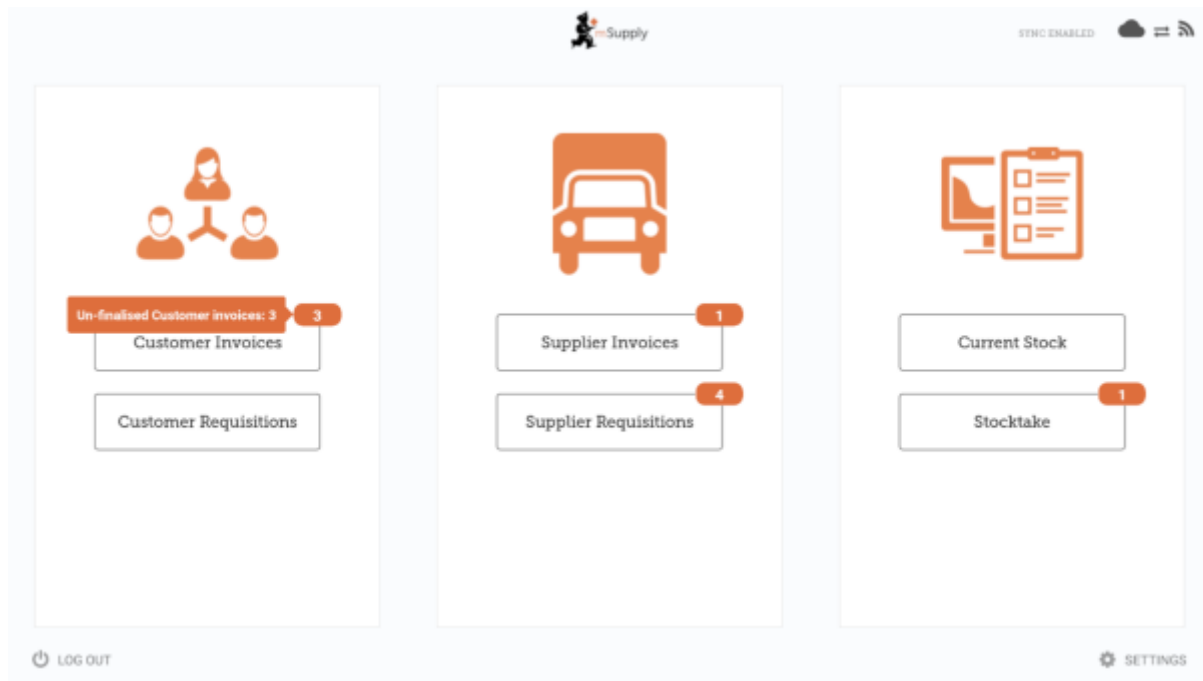 mSupply
SYNC ENABLED
Un-finalised Customer invoices: 3
3
Customer Invoices
Customer Requisitions
1
Supplier Invoices
4
Supplier Requisitions
Current Stock
1
Stocktake
LOG OUT
SETTINGS